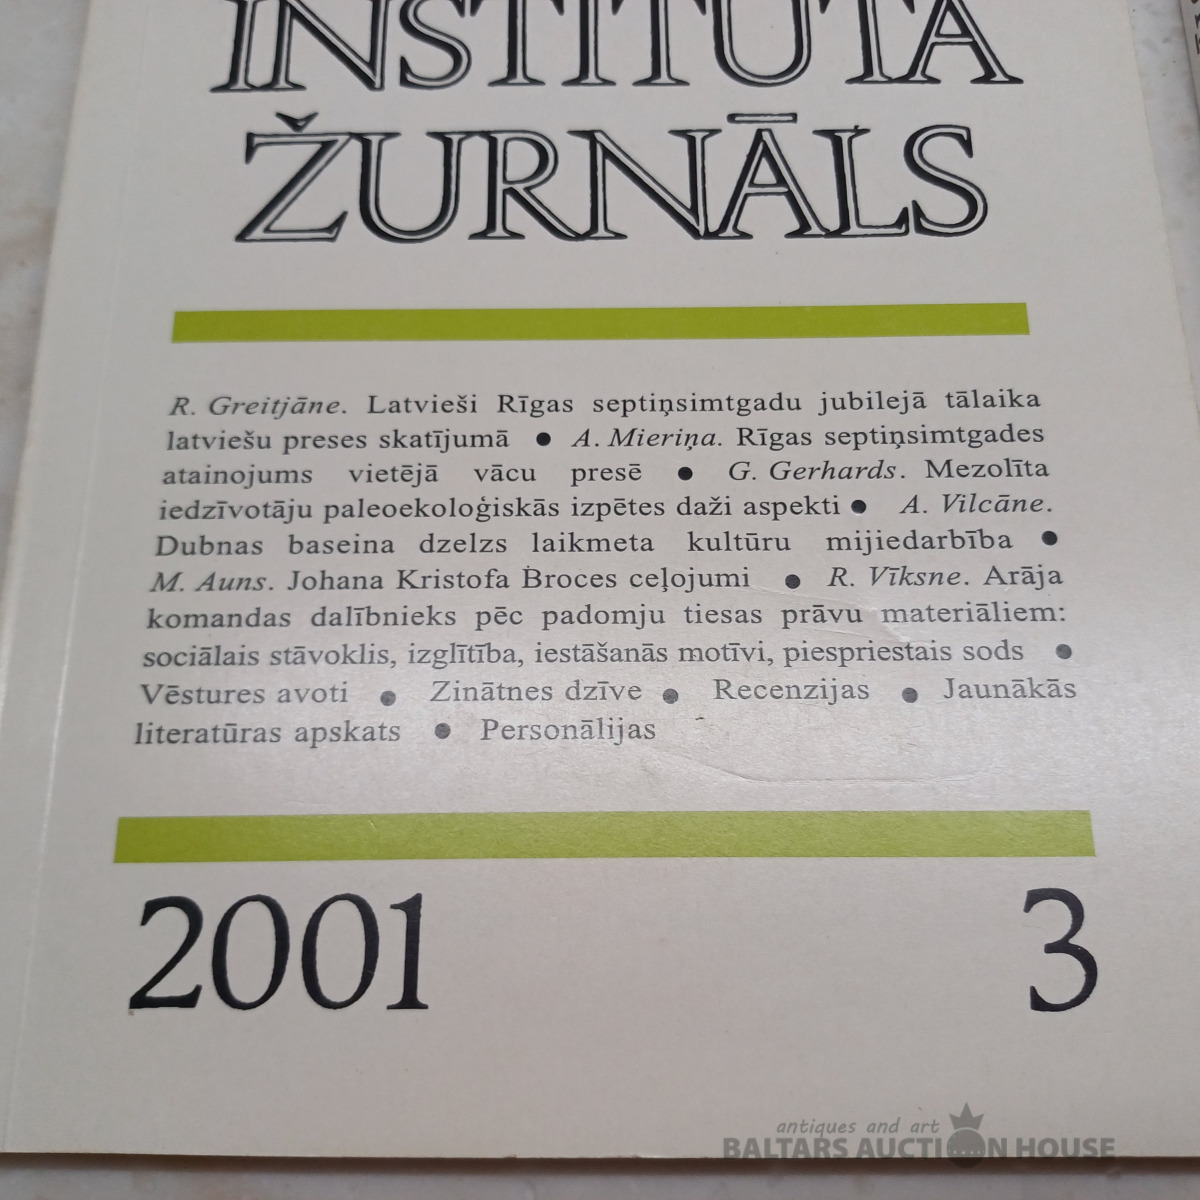 INSTITŪTA
ŽURNĀLS
R. Greitjāne. Latvieši Rīgas septiņsimtgadu jubilejā tālaika
latviešu preses skatījumā ● A. Mieriņa. Rīgas septiņsimtgades
atainojums vietējā vācu presē ● G. Gerhards. Mezolīta
iedzīvotāju paleoekoloģiskās izpētes daži aspekti ● A. Vilcāne.
Dubnas baseina dzelzs laikmeta kultūru mijiedarbība ●
M. Auns. Johana Kristofa Broces ceļojumi ● R. Vīksne. Arāja
komandas dalībnieks pēc padomju tiesas prāvu materiāliem:
sociālais stāvoklis, izglītība, iestāšanās motīvi, piespriestais sods ●
Vēstures avoti ● Zinātnes dzīve ● Recenzijas ● Jaunākās
literatūras apskats ● Personālijas
2001 3
antiques and art
BALTARS AUCTION HOUSE